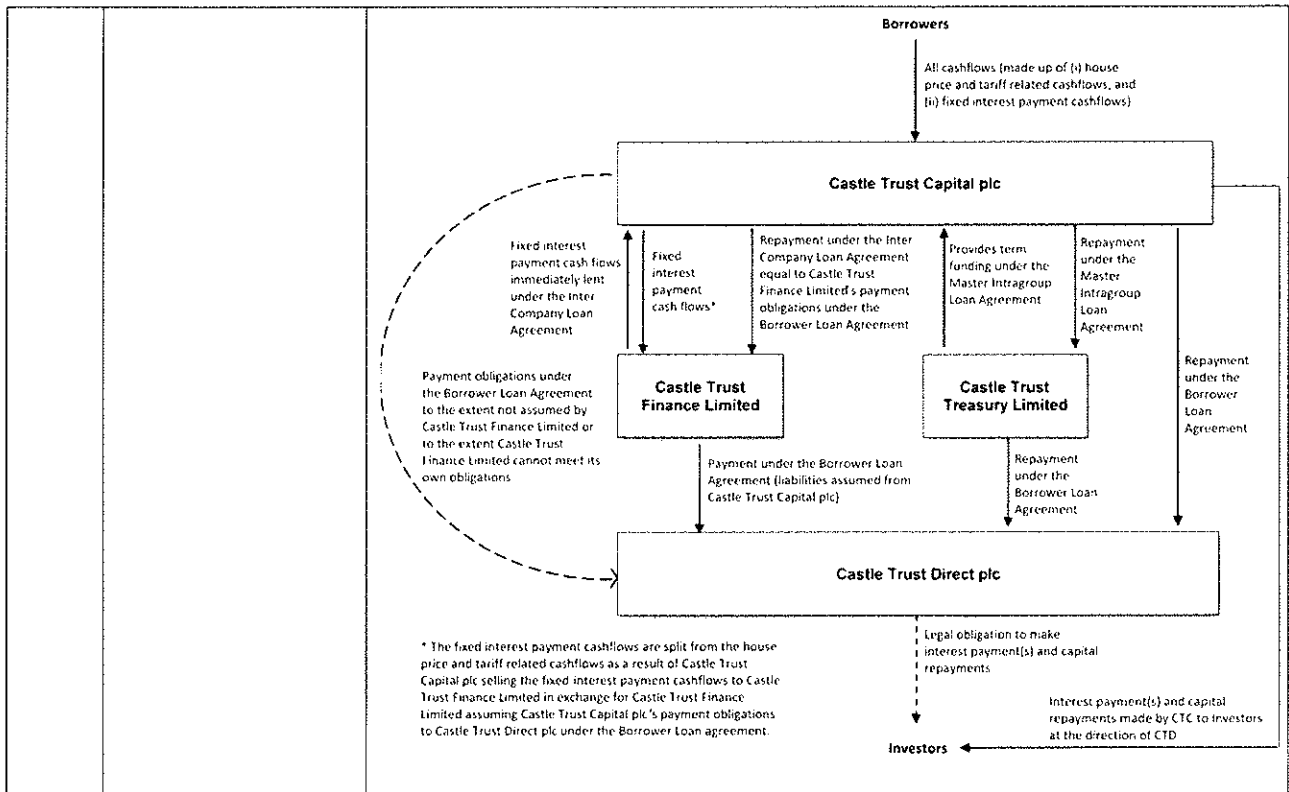 Borrowers
All cashflows (made up of (i) house
price and tariff related cashflows, and
(ii) fixed interest payment cashflows)
Castle Trust Capital plc
Fixed interest
payment cash flows
immediately lent
under the Inter
Company Loan
Agreement
Fixed
interest
payment
cash flows*
Repayment under the Inter
Company Loan Agreement
equal to Castle Trust
Finance Limited's payment
obligations under the
Borrower Loan Agreement
Provides term
funding under the
Master Intragroup
Loan Agreement
Repayment
under the
Master
Intragroup
Loan
Agreement
Repayment
under the
Borrower
Loan
Agreement
Payment obligations under
the Borrower Loan Agreement
to the extent not assumed by
Castle Trust Finance Limited or
to the extent Castle Trust
Finance Limited cannot meet its
own obligations
Castle Trust
Finance Limited
Castle Trust
Treasury Limited
Payment under the Borrower Loan
Agreement (liabilities assumed from
Castle Trust Capital plc)
Repayment
under the
Borrower Loan
Agreement
Castle Trust Direct plc
Legal obligation to make
interest payment(s) and capital
repayments
* The fixed interest payment cashflows are split from the house
price and tariff related cashflows as a result of Castle Trust
Capital plc selling the fixed interest payment cashflows to Castle
Trust Finance Limited in exchange for Castle Trust Finance
Limited assuming Castle Trust Capital plc's payment obligations
to Castle Trust Direct plc under the Borrower Loan agreement.
Interest payment(s) and capital
repayments made by CTC to Investors
at the direction of CTD
Investors